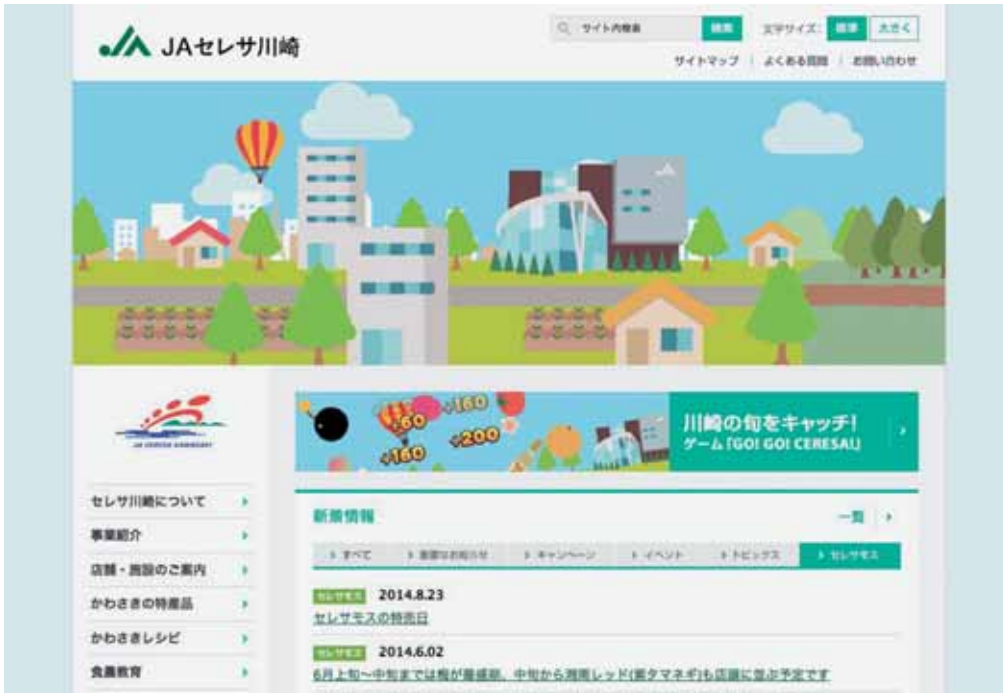 JAセレサ川崎
サイト内検索
検索
文字サイズ:
標準
大きく
サイトマップ
よくある質問
お問い合わせ
JA CERESA KAWASAKI
+60
+160
+200
+160
川崎の旬をキャッチ!
ゲーム「GO! GO! CERESA!」
セレサ川崎について
事業紹介
店舗・施設のご案内
かわさきの特産品
かわさきレシピ
食農教育
新着情報
一覧
すべて
重要なお知らせ
キャンペーン
イベント
トピックス
セレサモス
セレサモス 2014.8.23
セレサモスの特売日
セレサモス 2014.6.02
6月上旬~中旬までは梅が最盛期、中旬から湘南レッド(紫タマネギ)も店頭に並ぶ予定です